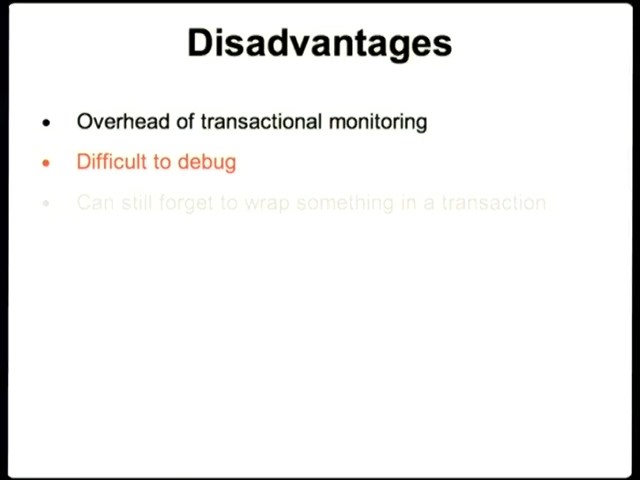 Disadvantages
• Overhead of transactional monitoring
• Difficult to debug
• Can still forget to wrap something in a transaction